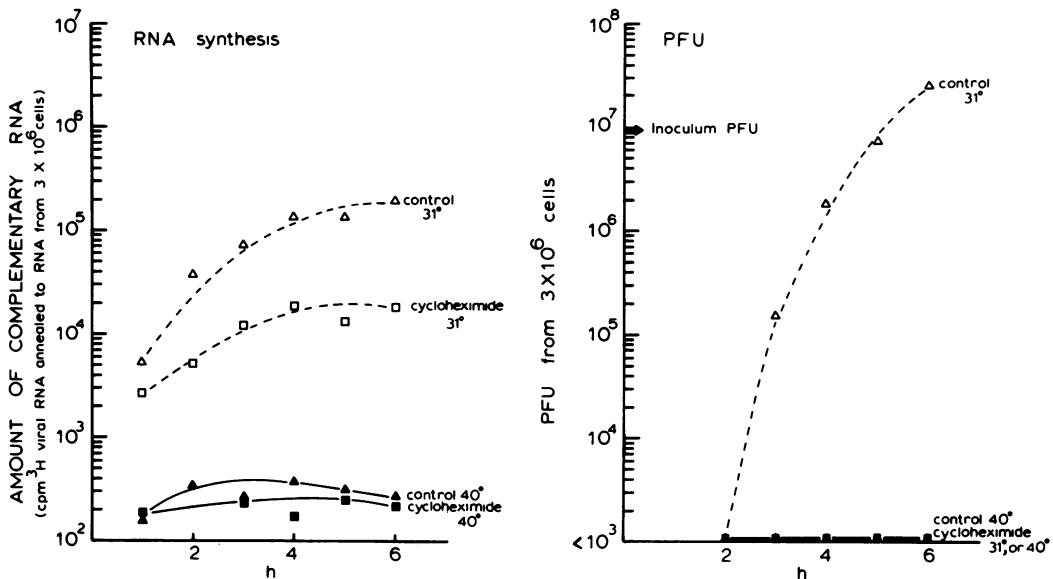 RNA synthesis
AMOUNT OF COMPLEMENTARY RNA
(cpm ³H viral RNA annealed to RNA from 3 X 10⁶ cells)
10⁷
10⁶
10⁵
10⁴
10³
10²
control
31°
cycloheximide
31°
control 40°
cycloheximide
40°
2
4
6
h
PFU
PFU from 3X10⁶ cells
10⁸
10⁷
10⁶
10⁵
10⁴
<10³
Inoculum PFU
control
31°
control 40°
cycloheximide
31°, or 40°
2
4
6
h